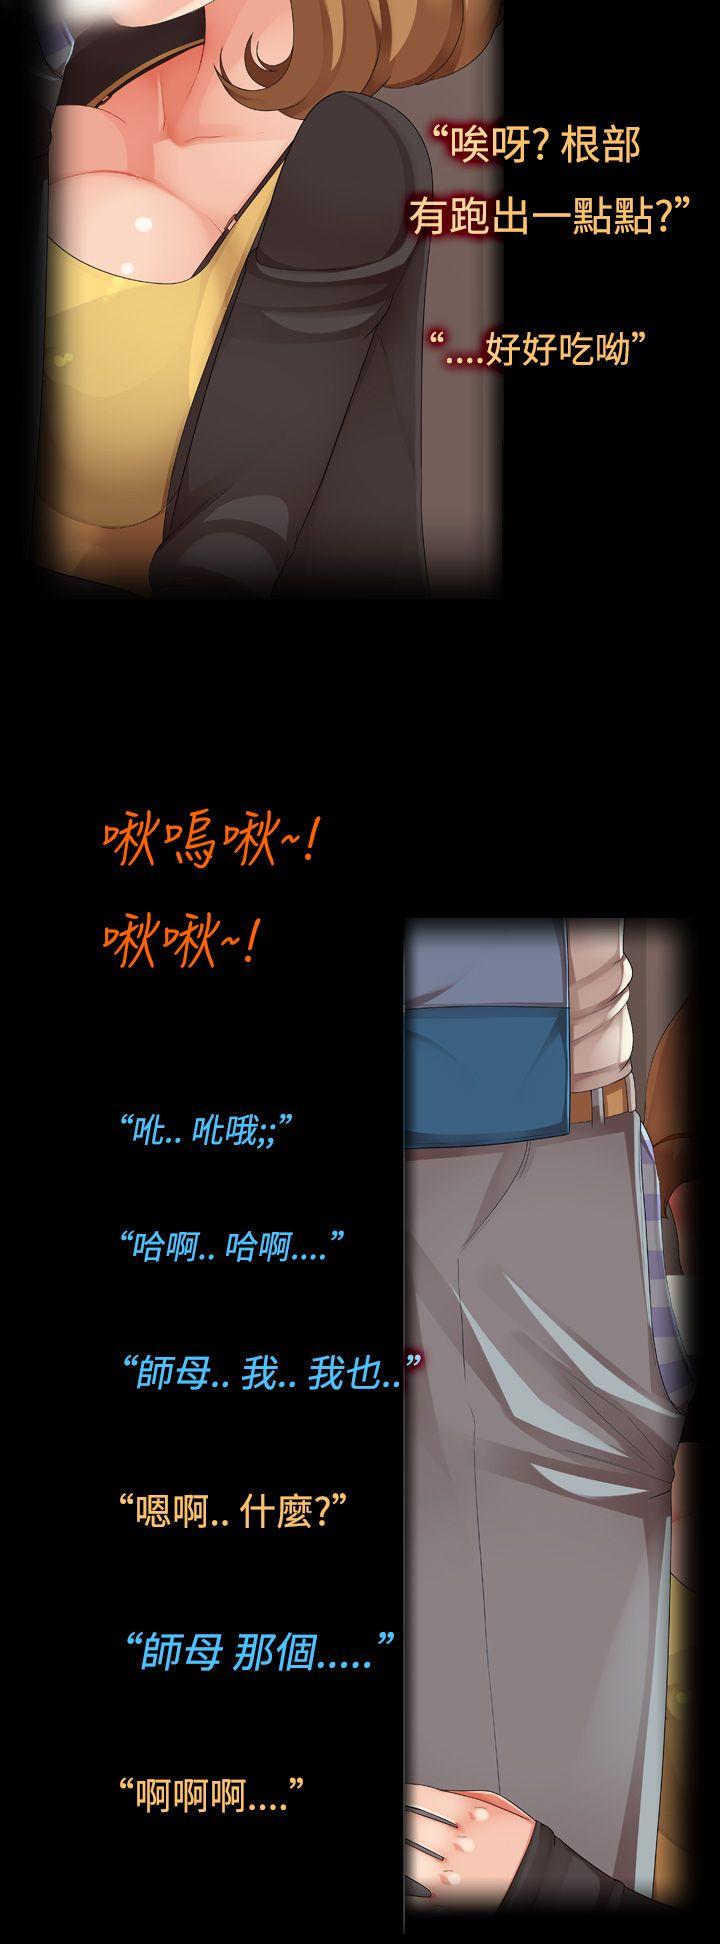 “唉呀? 根部
有跑出一點點?”
“....好好吃呦”
啾嗚啾~!
啾啾~!
“吪.. 吪哦;;”
“哈啊.. 哈啊....”
“師母.. 我.. 我也..”
“嗯啊.. 什麼?”
“師母 那個.....”
“啊啊啊....”